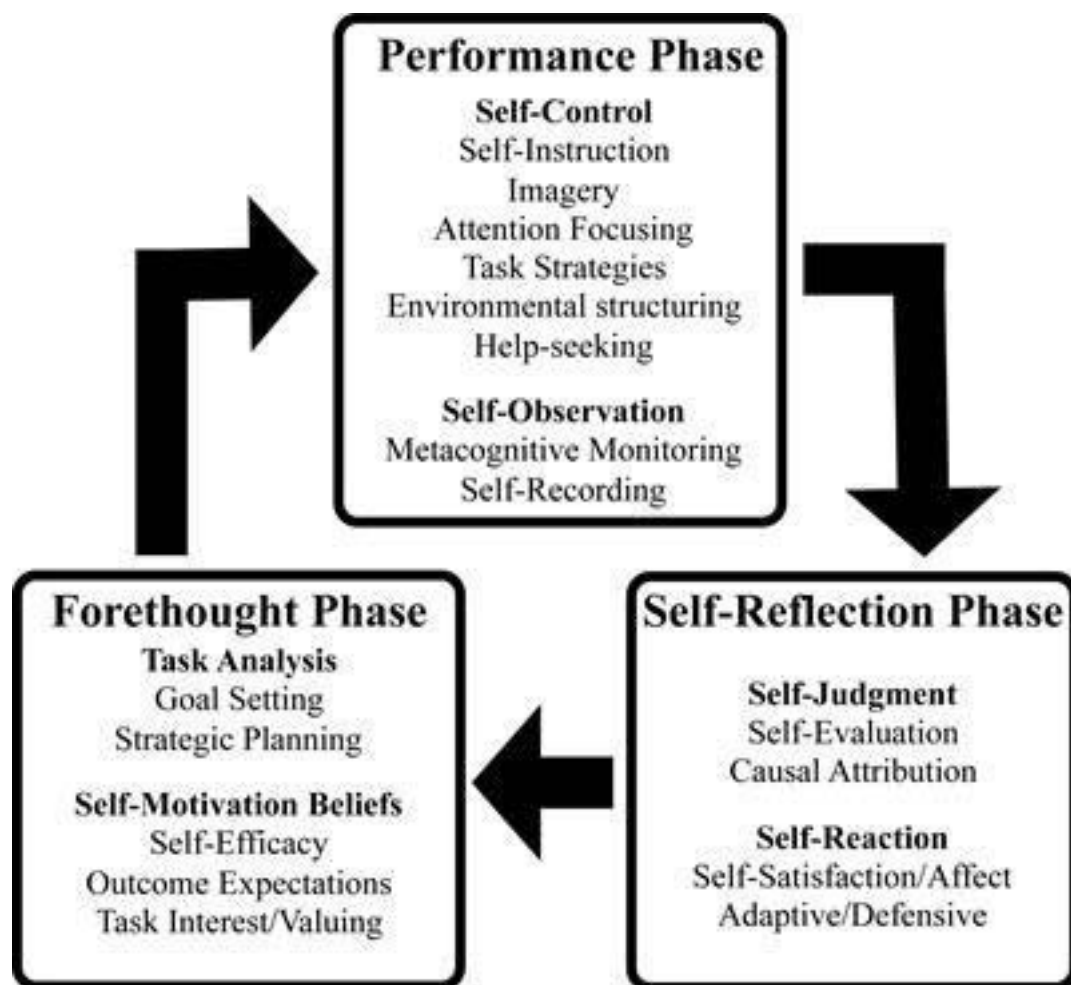 Performance Phase
Self-Control
Self-Instruction
Imagery
Attention Focusing
Task Strategies
Environmental structuring
Help-seeking
Self-Observation
Metacognitive Monitoring
Self-Recording
Forethought Phase
Task Analysis
Goal Setting
Strategic Planning
Self-Motivation Beliefs
Self-Efficacy
Outcome Expectations
Task Interest/Valuing
Self-Reflection Phase
Self-Judgment
Self-Evaluation
Causal Attribution
Self-Reaction
Self-Satisfaction/Affect
Adaptive/Defensive